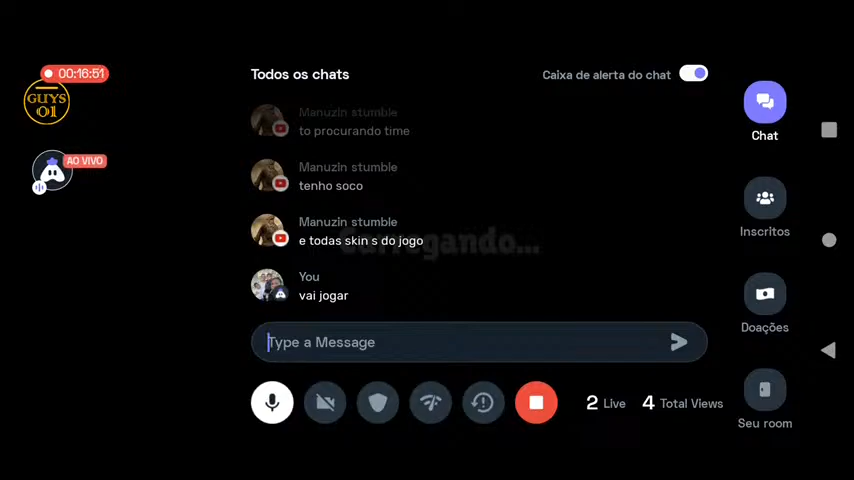 00:16:51
GUYS
01
AO VIVO
Todos os chats
Caixa de alerta do chat
Manuzin stumble
to procurando time
Manuzin stumble
tenho soco
Manuzin stumble
e todas skin s do jogo
Carregando...
You
vai jogar
Type a Message
2 Live
4 Total Views
Chat
Inscritos
Doações
Seu room